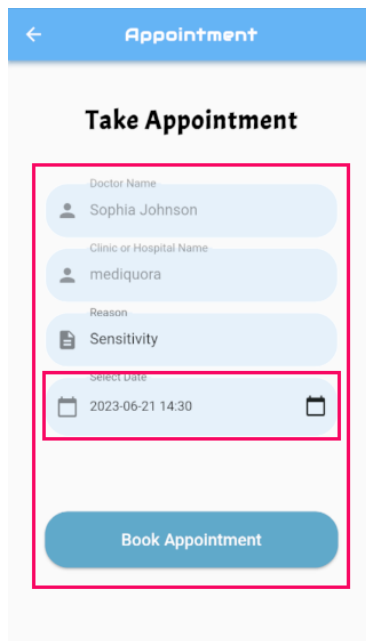 Appointment
Take Appointment
Doctor Name
Sophia Johnson
Clinic or Hospital Name
mediquora
Reason
Sensitivity
Select Date
2023-06-21 14:30
Book Appointment